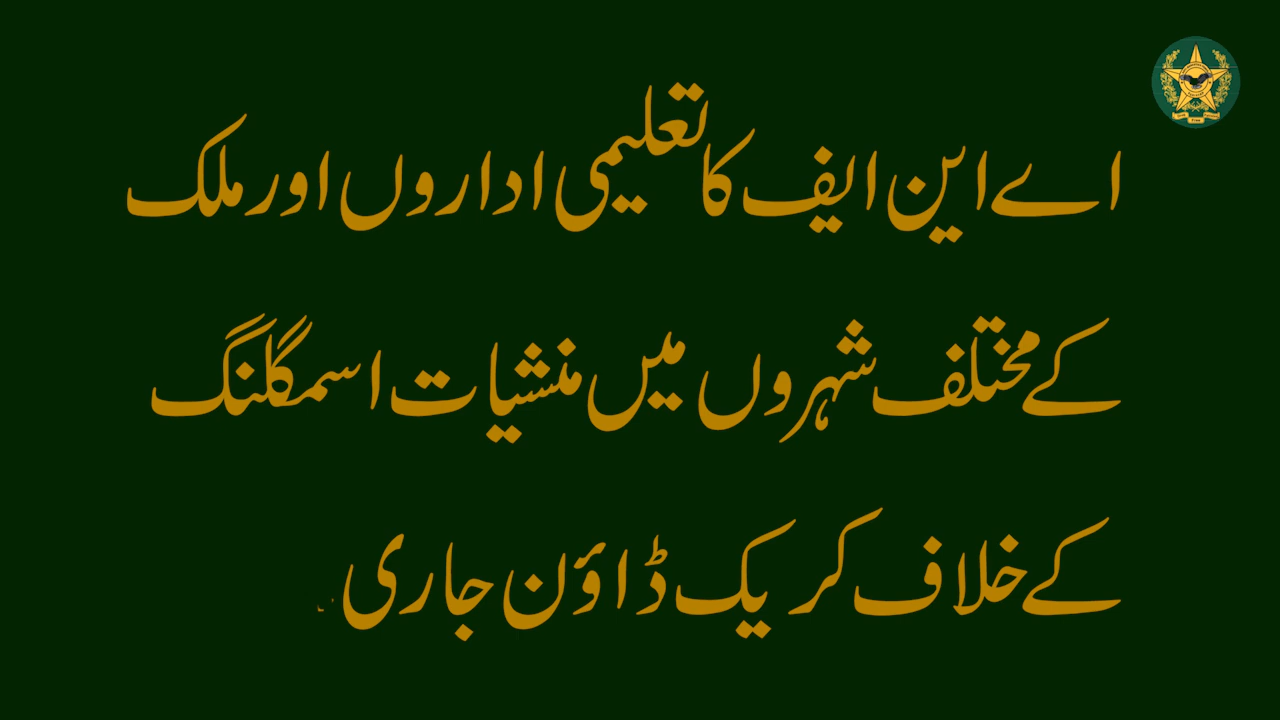 اے این ایف کا تعلیمی اداروں اور ملک
کے مختلف شہروں میں منشیات اسمگلنگ
کے خلاف کریک ڈاؤن جاری